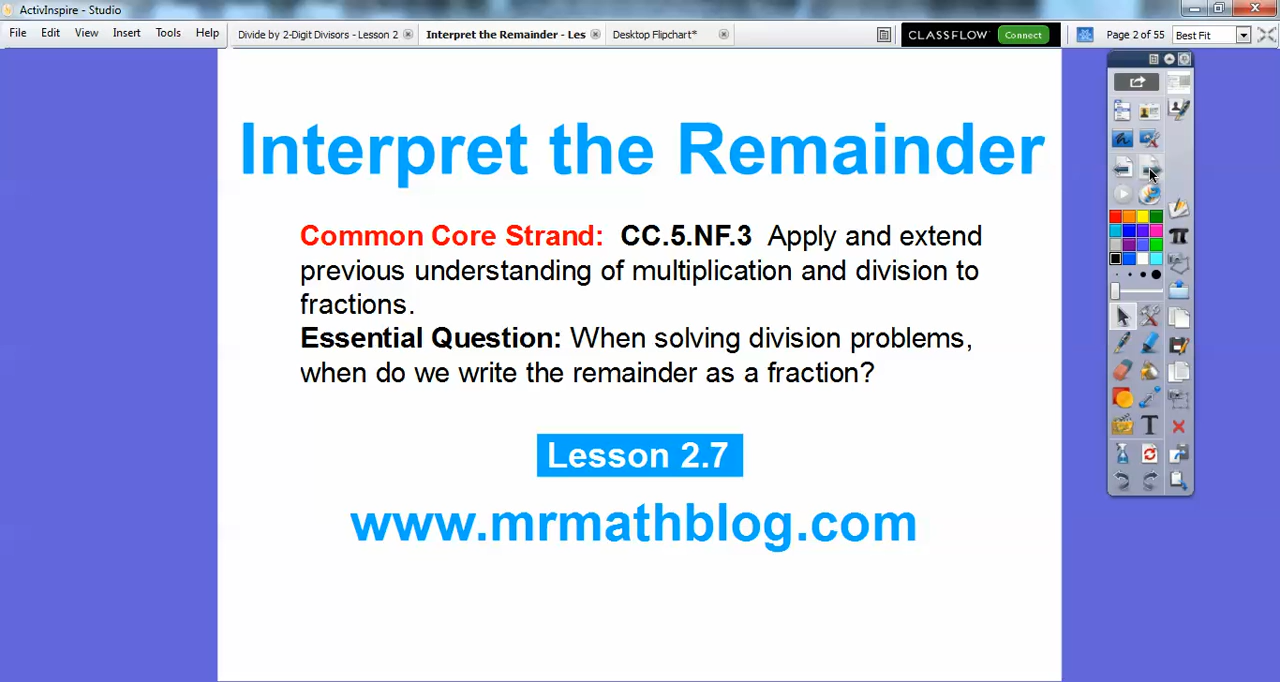 ActivInspire - Studio
File Edit View Insert Tools Help
Divide by 2-Digit Divisors - Lesson 2
Interpret the Remainder - Les
Desktop Flipchart*
CLASSFLOW Connect
Page 2 of 55
Best Fit
Interpret the Remainder
Common Core Strand: CC.5.NF.3 Apply and extend
previous understanding of multiplication and division to
fractions.
Essential Question: When solving division problems,
when do we write the remainder as a fraction?
Lesson 2.7
www.mrmathblog.com